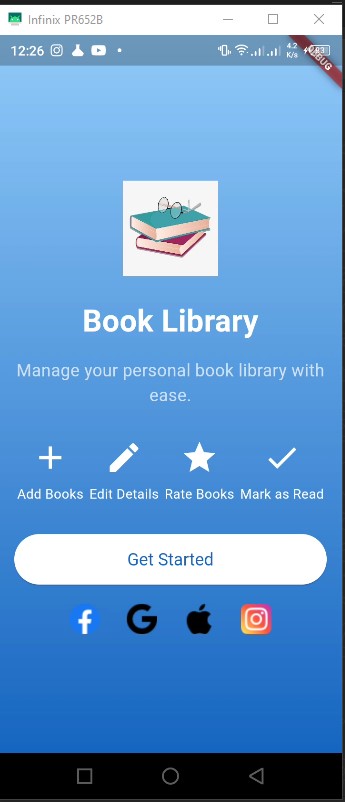 Infinix PR652B
12:26
4.2
K/s
DEBUG
Book Library
Manage your personal book library with
ease.
Add Books Edit Details Rate Books Mark as Read
Get Started